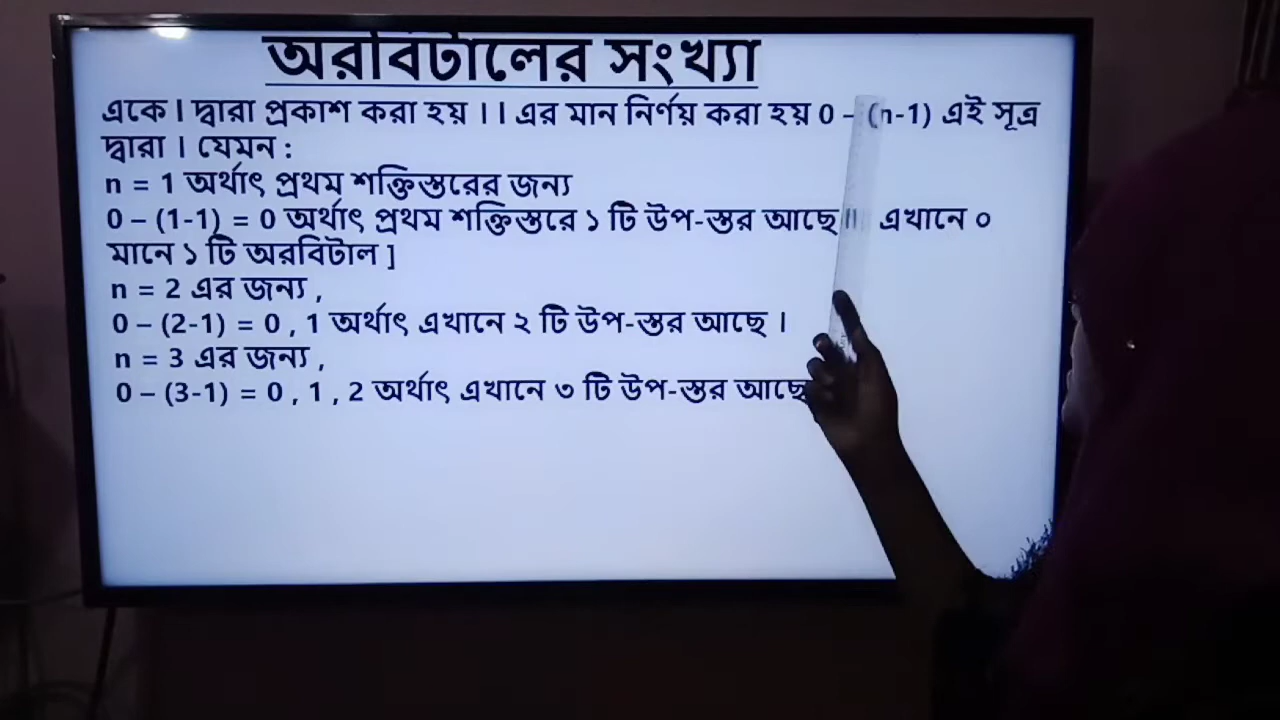 অরবিটালের সংখ্যা
একে l দ্বারা প্রকাশ করা হয় । l এর মান নির্ণয় করা হয় 0 – (n-1) এই সূত্র
দ্বারা । যেমন :
n = 1 অর্থাৎ প্রথম শক্তিস্তরের জন্য
0 – (1-1) = 0 অর্থাৎ প্রথম শক্তিস্তরে ১ টি উপ-স্তর আছে এখানে ০
মানে ১ টি অরবিটাল ]
n = 2 এর জন্য ,
0 – (2-1) = 0 , 1 অর্থাৎ এখানে ২ টি উপ-স্তর আছে ।
n = 3 এর জন্য ,
0 – (3-1) = 0 , 1 , 2 অর্থাৎ এখানে ৩ টি উপ-স্তর আছে